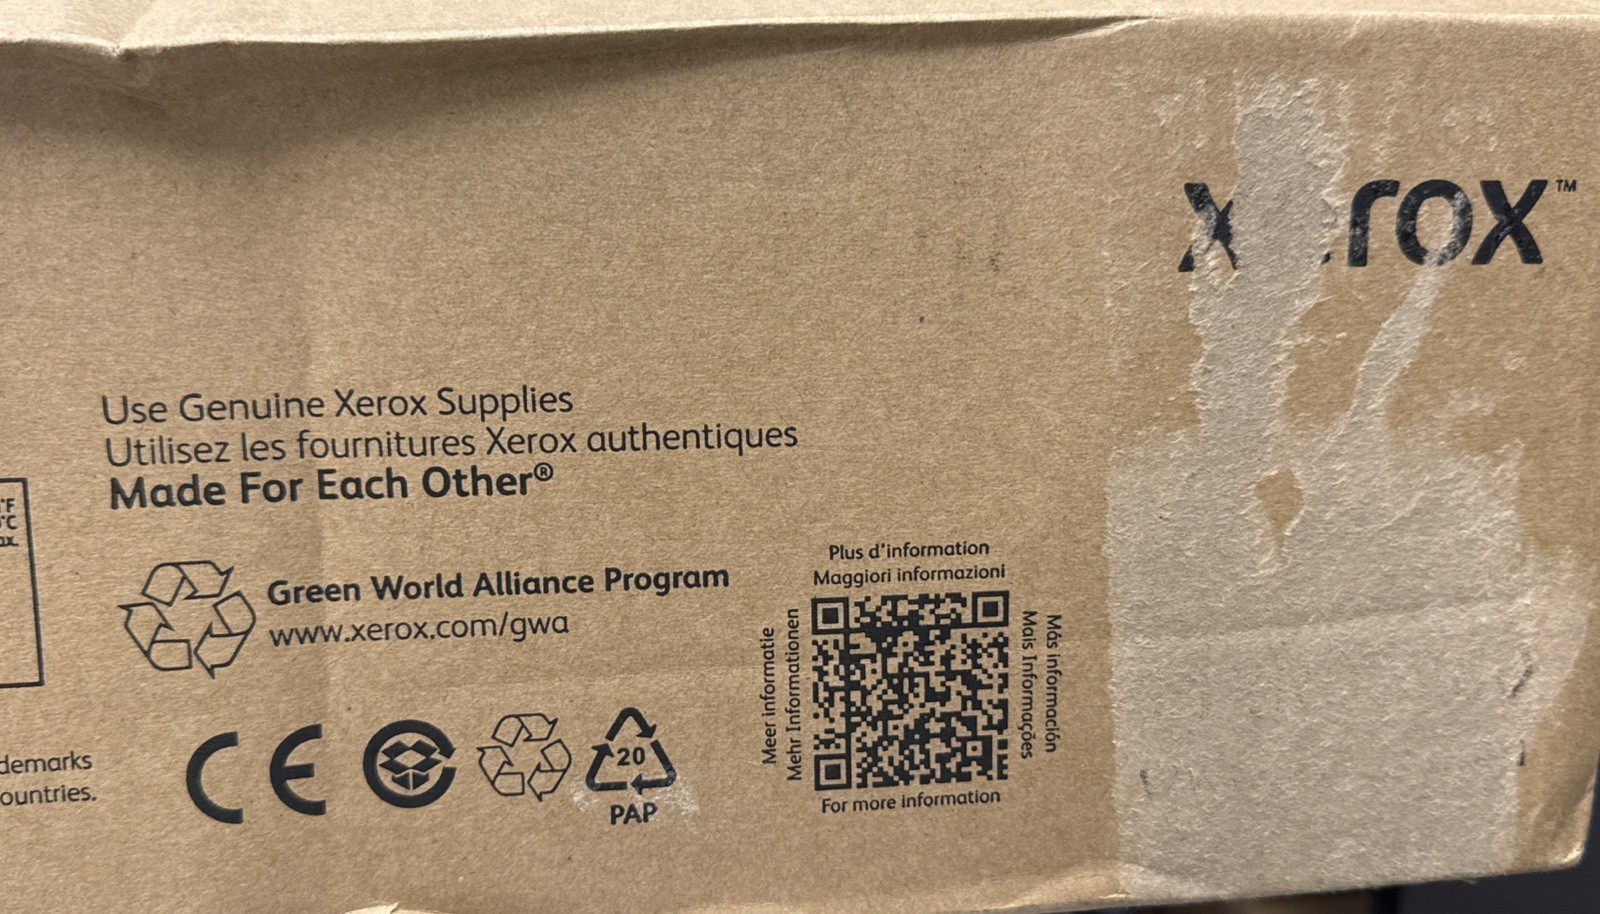 xerox™
Use Genuine Xerox Supplies
Utilisez les fournitures Xerox authentiques
Made For Each Other®
°F
°C
Green World Alliance Program
www.xerox.com/gwa
Plus d'information
Maggiori informazioni
Meer informatie
Mehr Informationen
Más información
Mais Informações
For more information
demarks
ountries.
CE
20
PAP